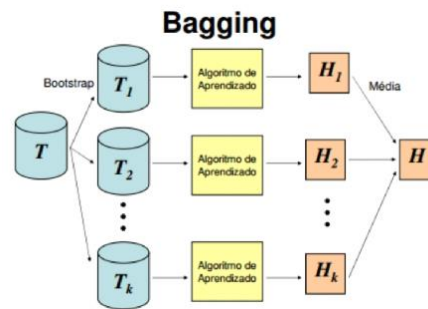 Bagging
Bootstrap
T
T1
Algoritmo de
Aprendizado
H1
Média
T2
Algoritmo de
Aprendizado
H2
H
Tk
Algoritmo de
Aprendizado
Hk